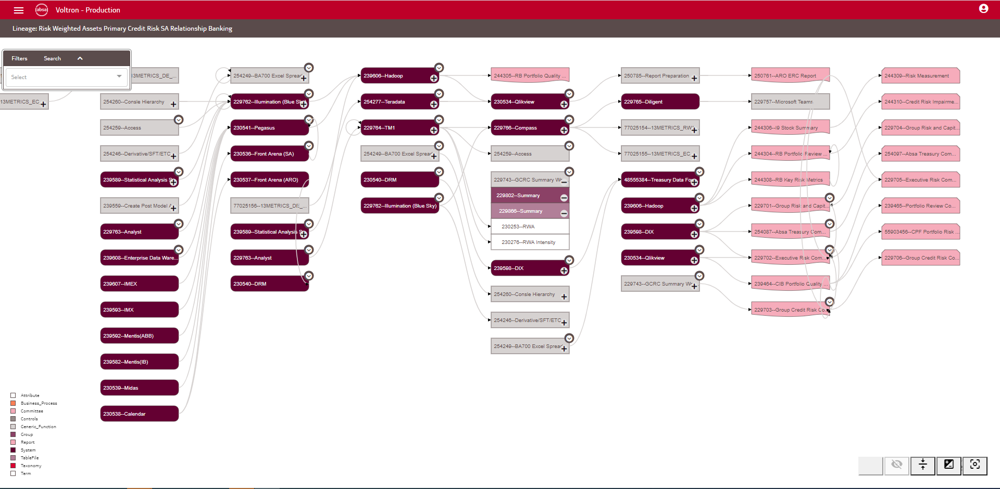 absa
Voltron - Production
Lineage: Risk Weighted Assets Primary Credit Risk SA Relationship Banking
Filters
Search
Select
13METRICS_DE_...
13METRICS_EC
254260--Consle Hierarchy
254259--Access
254246--Derivative/SFT/ETC
239589--Statistical Analysis
239559--Create Post Model
229763--Analyst
239608--Enterprise Data Ware...
239607--IMEX
239593--IMX
239592--Mentis(ABB)
239582--Mentis(IB)
230539--Midas
230538--Calendar
254249--BA700 Excel Sprea
229762--Illumination (Blue
230541--Pegasus
230536--Front Arena (SA)
230537--Front Arena (ARO)
77025156--13METRICS_DE_...
239589--Statistical Analysis
229763--Analyst
230540--DRM
239606--Hadoop
254277--Teradata
229764--TM1
254249--BA700 Excel Sprea
230540--DRM
229762--Illumination (Blue Sky)
244305--RB Portfolio Quality ...
230534--Qlikview
229766--Compass
254259--Access
229743--GCRC Summary
229802--Summary
229866--Summary
230253--RWA
230276--RWA Intensity
239598--DIX
254260--Consle Hierarchy
254246--Derivative/SFT/ETC
254249--BA700 Excel Sprea
250785--Report Preparation
229765--Diligent
77025154--13METRICS_RW
77025155--13METRICS_EC
48555384--Treasury Data
239606--Hadoop
239598--DIX
230534--Qlikview
229743--GCRC Summary
250761--ARO ERC Report
229757--Microsoft Teams
244306--I9 Stock Summary
244304--RB Portfolio Review ...
244308--RB Key Risk Metrics
229701--Group Risk and Capit...
254087--Absa Treasury Com...
229702--Executive Risk Com...
239464--CIB Portfolio Quality ...
229703--Group Credit Risk
244309--Risk Measurement
244310--Credit Risk Impairme...
229704--Group Risk and Capit...
254097--Absa Treasury Com...
229705--Executive Risk Com...
239465--Portfolio Review Co...
55903456--CPF Portfolio Risk ...
229706--Group Credit Risk Co...
Attribute
Business_Process
Committee
Controls
Generic_Function
Group
Report
System
TableFile
Taxonomy
Term